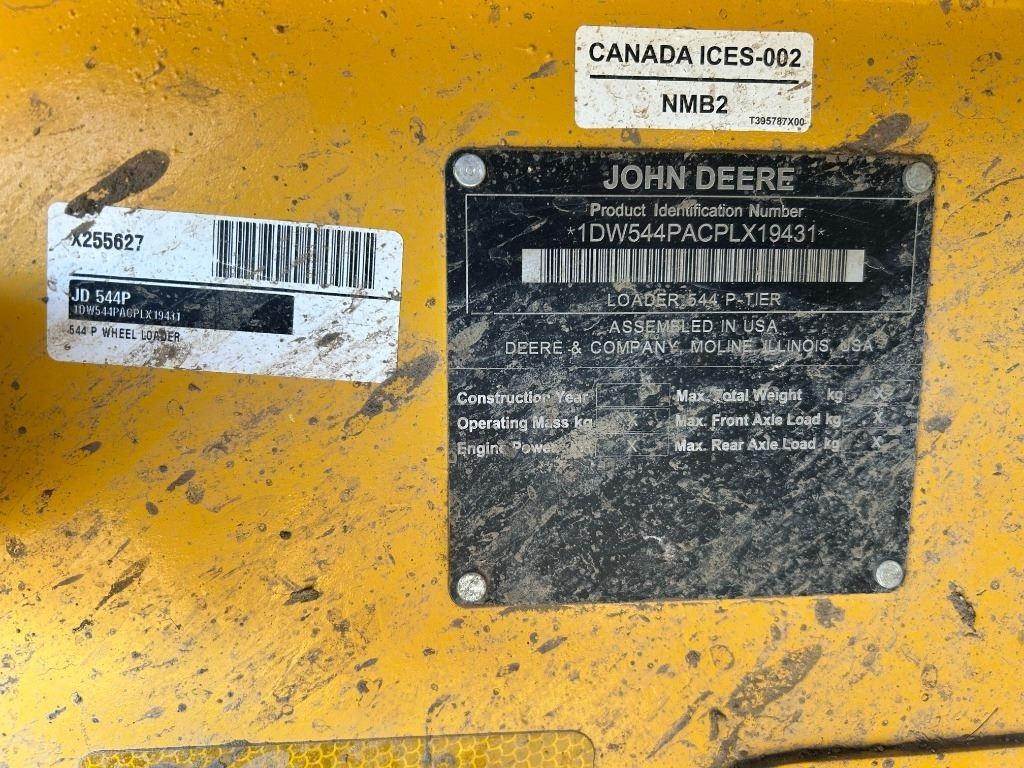 CANADA ICES-002
NMB2
T395787X00
X255627
JD 544P
1DW544PACPLX19431
544 P WHEEL LOADER
JOHN DEERE
Product Identification Number
*1DW544PACPLX19431*
LOADER 544 P-TIER
ASSEMBLED IN USA
DEERE & COMPANY MOLINE ILLINOIS USA
Construction Year Max. Total Weight kg X
Operating Mass kg X Max. Front Axle Load kg X
Engine Power X Max. Rear Axle Load kg X